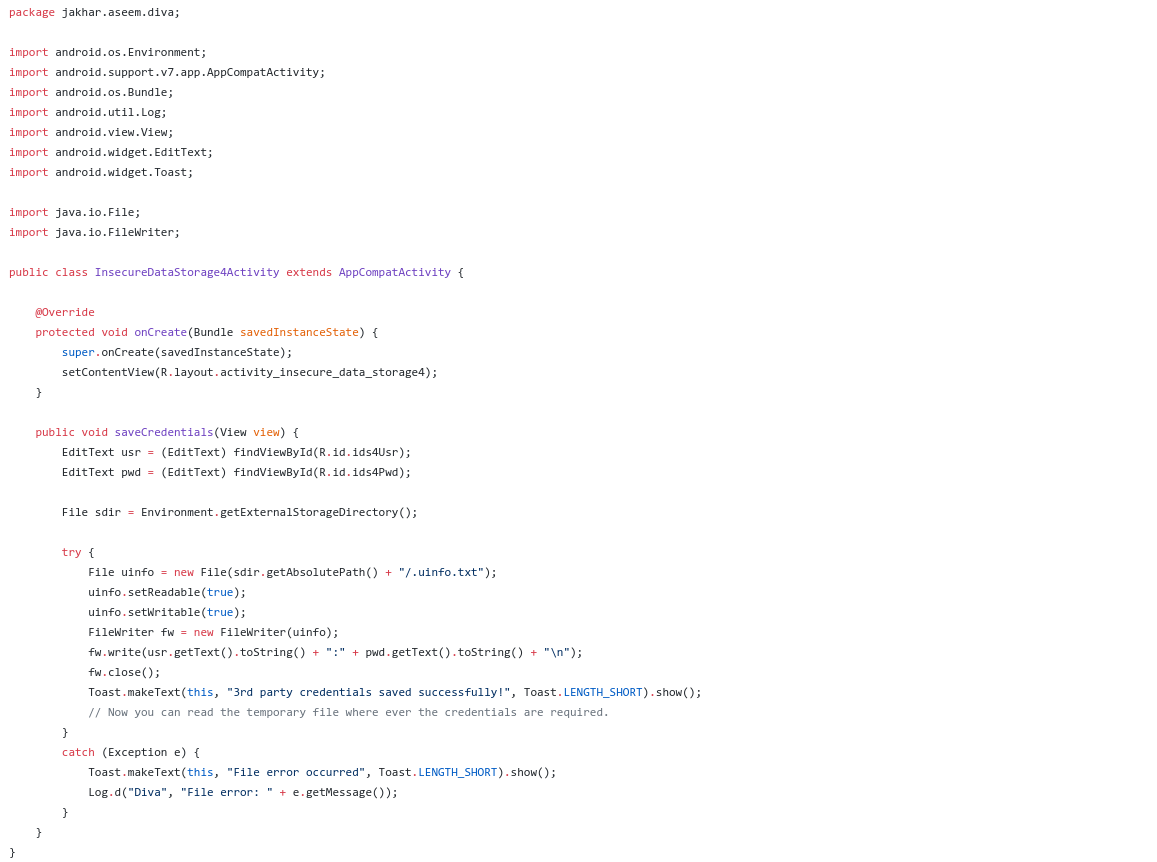 package jakhar.aseem.diva;

import android.os.Environment;
import android.support.v7.app.AppCompatActivity;
import android.os.Bundle;
import android.util.Log;
import android.view.View;
import android.widget.EditText;
import android.widget.Toast;

import java.io.File;
import java.io.FileWriter;

public class InsecureDataStorage4Activity extends AppCompatActivity {

    @Override
    protected void onCreate(Bundle savedInstanceState) {
        super.onCreate(savedInstanceState);
        setContentView(R.layout.activity_insecure_data_storage4);
    }

    public void saveCredentials(View view) {
        EditText usr = (EditText) findViewById(R.id.ids4Usr);
        EditText pwd = (EditText) findViewById(R.id.ids4Pwd);

        File sdir = Environment.getExternalStorageDirectory();

        try {
            File uinfo = new File(sdir.getAbsolutePath() + "/.uinfo.txt");
            uinfo.setReadable(true);
            uinfo.setWritable(true);
            FileWriter fw = new FileWriter(uinfo);
            fw.write(usr.getText().toString() + ":" + pwd.getText().toString() + "\n");
            fw.close();
            Toast.makeText(this, "3rd party credentials saved successfully!", Toast.LENGTH_SHORT).show();
            // Now you can read the temporary file where ever the credentials are required.
        }
        catch (Exception e) {
            Toast.makeText(this, "File error occurred", Toast.LENGTH_SHORT).show();
            Log.d("Diva", "File error: " + e.getMessage());
        }
    }
}